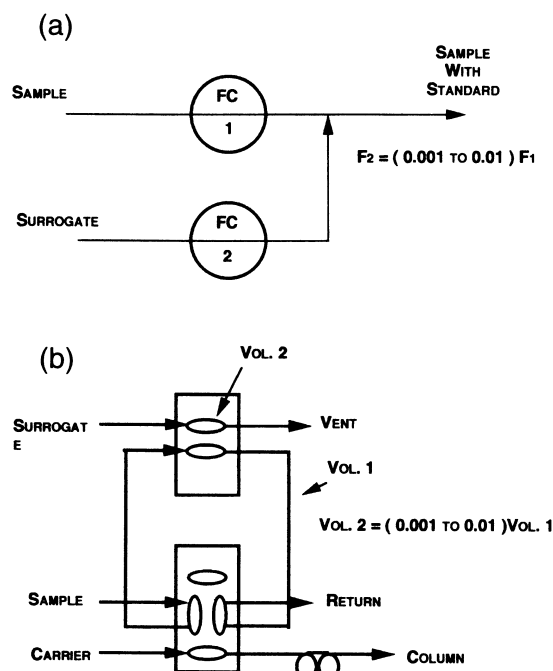 (a)
SAMPLE
WITH
STANDARD
SAMPLE
FC
1
F2 = ( 0.001 TO 0.01 ) F1
SURROGATE
FC
2
(b)
VOL. 2
SURROGAT
E
VENT
VOL. 1
VOL. 2 = ( 0.001 TO 0.01 )VOL. 1
SAMPLE
RETURN
CARRIER
COLUMN